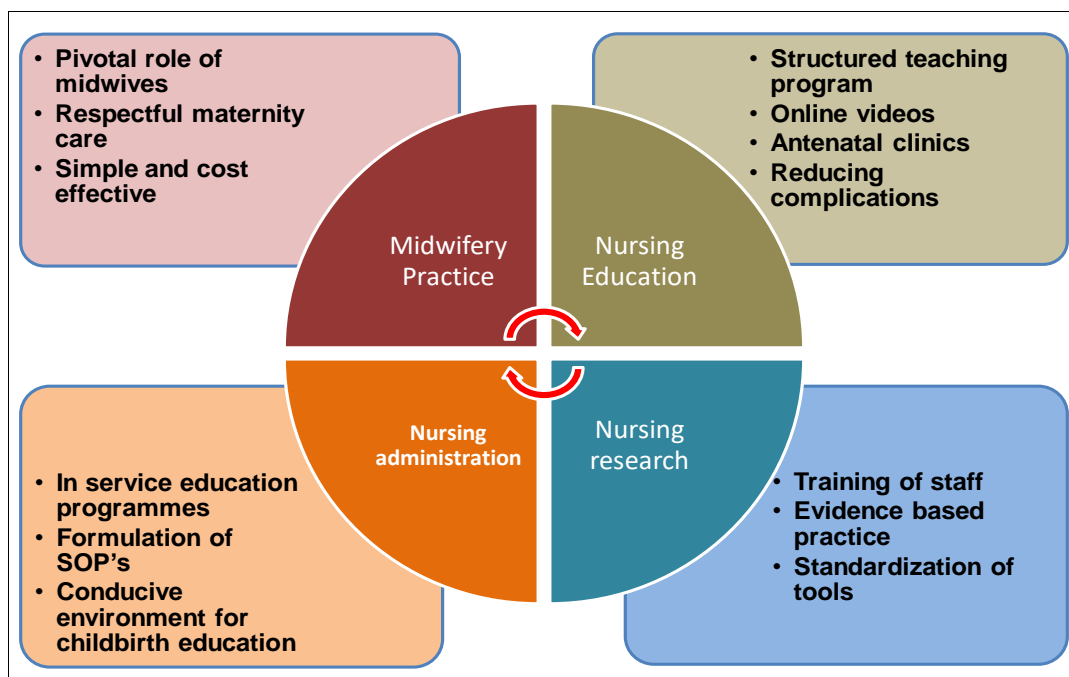 • Pivotal role of
midwives
• Respectful maternity
care
• Simple and cost
effective
• Structured teaching
program
• Online videos
• Antenatal clinics
• Reducing
complications
Midwifery
Practice
Nursing
Education
Nursing
administration
Nursing
research
• In service education
programmes
• Formulation of
SOP's
• Conducive
environment for
childbirth education
• Training of staff
• Evidence based
practice
• Standardization of
tools